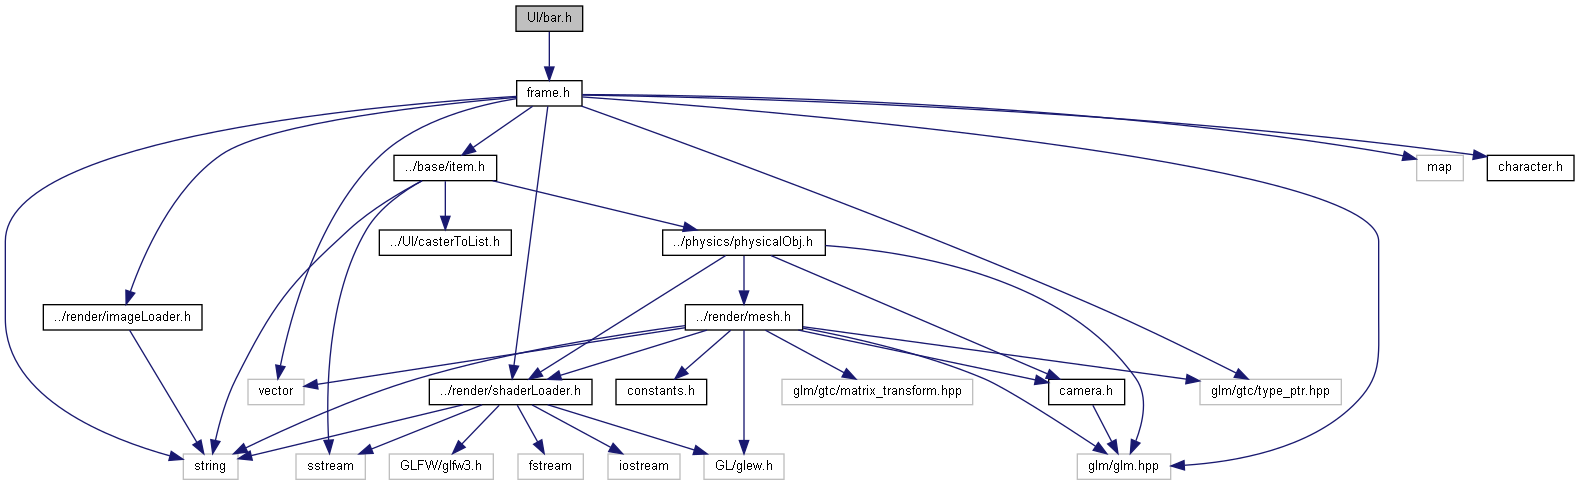 UI/bar.h
frame.h
../base/item.h
map
character.h
../UI/casterToList.h
../physics/physicalObj.h
../render/imageLoader.h
../render/mesh.h
vector
../render/shaderLoader.h
constants.h
glm/gtc/matrix_transform.hpp
camera.h
glm/gtc/type_ptr.hpp
string
sstream
GLFW/glfw3.h
fstream
iostream
GL/glew.h
glm/glm.hpp